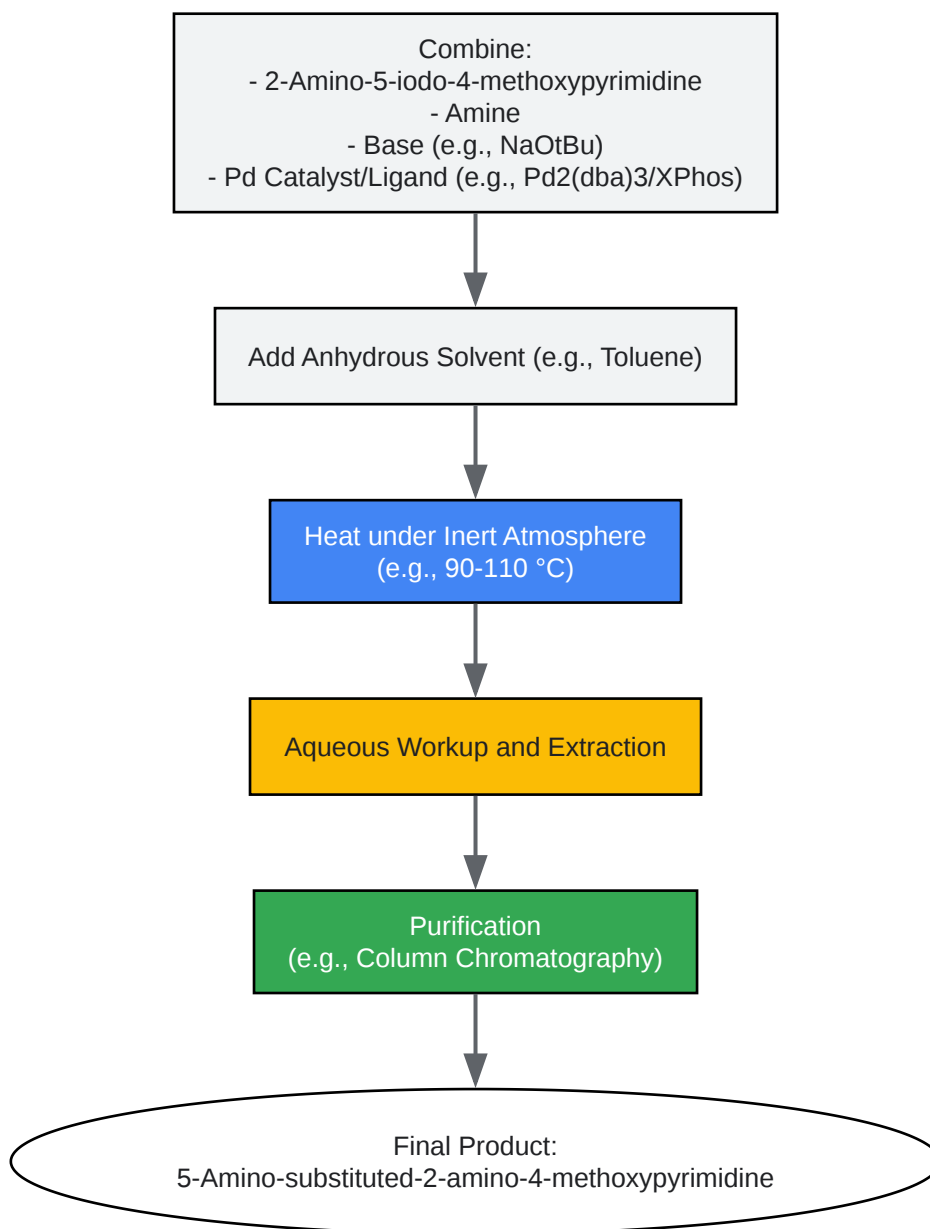 Combine:
- 2-Amino-5-iodo-4-methoxypyrimidine
- Amine
- Base (e.g., NaOtBu)
- Pd Catalyst/Ligand (e.g., Pd2(dba)3/XPhos)
Add Anhydrous Solvent (e.g., Toluene)
Heat under Inert Atmosphere
(e.g., 90-110 °C)
Aqueous Workup and Extraction
Purification
(e.g., Column Chromatography)
Final Product:
5-Amino-substituted-2-amino-4-methoxypyrimidine